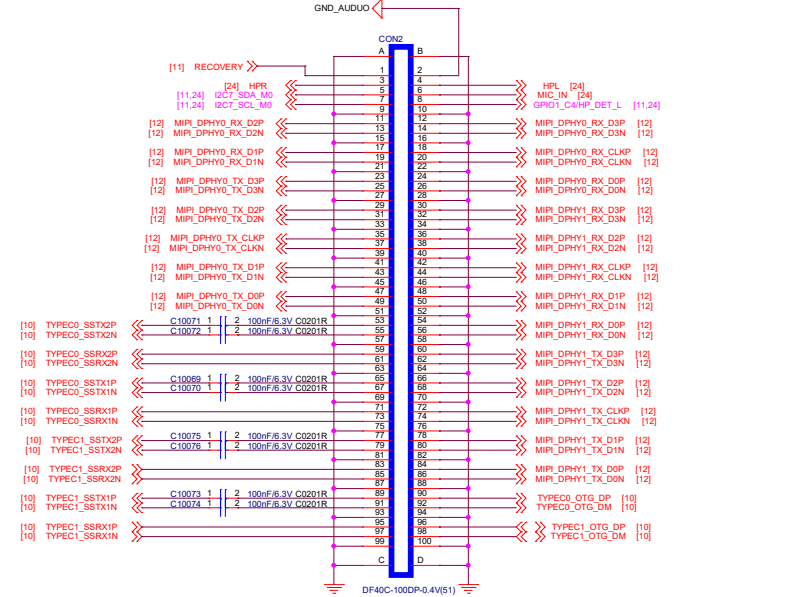 GND_AUDUO
CON2
A B
[11] RECOVERY
1 2
[24] HPR 3 4 HPL [24]
[11,24] I2C7_SDA_M0 5 6 MIC_IN [24]
[11,24] I2C7_SCL_M0 7 8 GPIO1_C4/HP_DET_L [11,24]
9 10
[12] MIPI_DPHY0_RX_D2P 11 12 MIPI_DPHY0_RX_D3P [12]
[12] MIPI_DPHY0_RX_D2N 13 14 MIPI_DPHY0_RX_D3N [12]
15 16
[12] MIPI_DPHY0_RX_D1P 17 18 MIPI_DPHY0_RX_CLKP [12]
[12] MIPI_DPHY0_RX_D1N 19 20 MIPI_DPHY0_RX_CLKN [12]
21 22
[12] MIPI_DPHY0_TX_D3P 23 24 MIPI_DPHY0_RX_D0P [12]
[12] MIPI_DPHY0_TX_D3N 25 26 MIPI_DPHY0_RX_D0N [12]
27 28
[12] MIPI_DPHY0_TX_D2P 29 30 MIPI_DPHY1_RX_D3P [12]
[12] MIPI_DPHY0_TX_D2N 31 32 MIPI_DPHY1_RX_D3N [12]
33 34
[12] MIPI_DPHY0_TX_CLKP 35 36 MIPI_DPHY1_RX_D2P [12]
[12] MIPI_DPHY0_TX_CLKN 37 38 MIPI_DPHY1_RX_D2N [12]
39 40
[12] MIPI_DPHY0_TX_D1P 41 42 MIPI_DPHY1_RX_CLKP [12]
[12] MIPI_DPHY0_TX_D1N 43 44 MIPI_DPHY1_RX_CLKN [12]
45 46
[12] MIPI_DPHY0_TX_D0P 47 48 MIPI_DPHY1_RX_D1P [12]
[12] MIPI_DPHY0_TX_D0N 49 50 MIPI_DPHY1_RX_D1N [12]
51 52
[10] TYPEC0_SSTX2P C10071 1 2 100nF/6.3V C0201R 53 54 MIPI_DPHY1_RX_D0P [12]
[10] TYPEC0_SSTX2N C10072 1 2 100nF/6.3V C0201R 55 56 MIPI_DPHY1_RX_D0N [12]
57 58
[10] TYPEC0_SSRX2P 59 60 MIPI_DPHY1_TX_D3P [12]
[10] TYPEC0_SSRX2N 61 62 MIPI_DPHY1_TX_D3N [12]
63 64
[10] TYPEC0_SSTX1P C10069 1 2 100nF/6.3V C0201R 65 66 MIPI_DPHY1_TX_D2P [12]
[10] TYPEC0_SSTX1N C10070 1 2 100nF/6.3V C0201R 67 68 MIPI_DPHY1_TX_D2N [12]
69 70
[10] TYPEC0_SSRX1P 71 72 MIPI_DPHY1_TX_CLKP [12]
[10] TYPEC0_SSRX1N 73 74 MIPI_DPHY1_TX_CLKN [12]
75 76
[10] TYPEC1_SSTX2P C10075 1 2 100nF/6.3V C0201R 77 78 MIPI_DPHY1_TX_D1P [12]
[10] TYPEC1_SSTX2N C10076 1 2 100nF/6.3V C0201R 79 80 MIPI_DPHY1_TX_D1N [12]
81 82
[10] TYPEC1_SSRX2P 83 84 MIPI_DPHY1_TX_D0P [12]
[10] TYPEC1_SSRX2N 85 86 MIPI_DPHY1_TX_D0N [12]
87 88
[10] TYPEC1_SSTX1P C10073 1 2 100nF/6.3V C0201R 89 90 TYPEC0_OTG_DP [10]
[10] TYPEC1_SSTX1N C10074 1 2 100nF/6.3V C0201R 91 92 TYPEC0_OTG_DM [10]
93 94
[10] TYPEC1_SSRX1P 95 96 TYPEC1_OTG_DP [10]
[10] TYPEC1_SSRX1N 97 98 TYPEC1_OTG_DM [10]
99 100
C D
DF40C-100DP-0.4V(51)